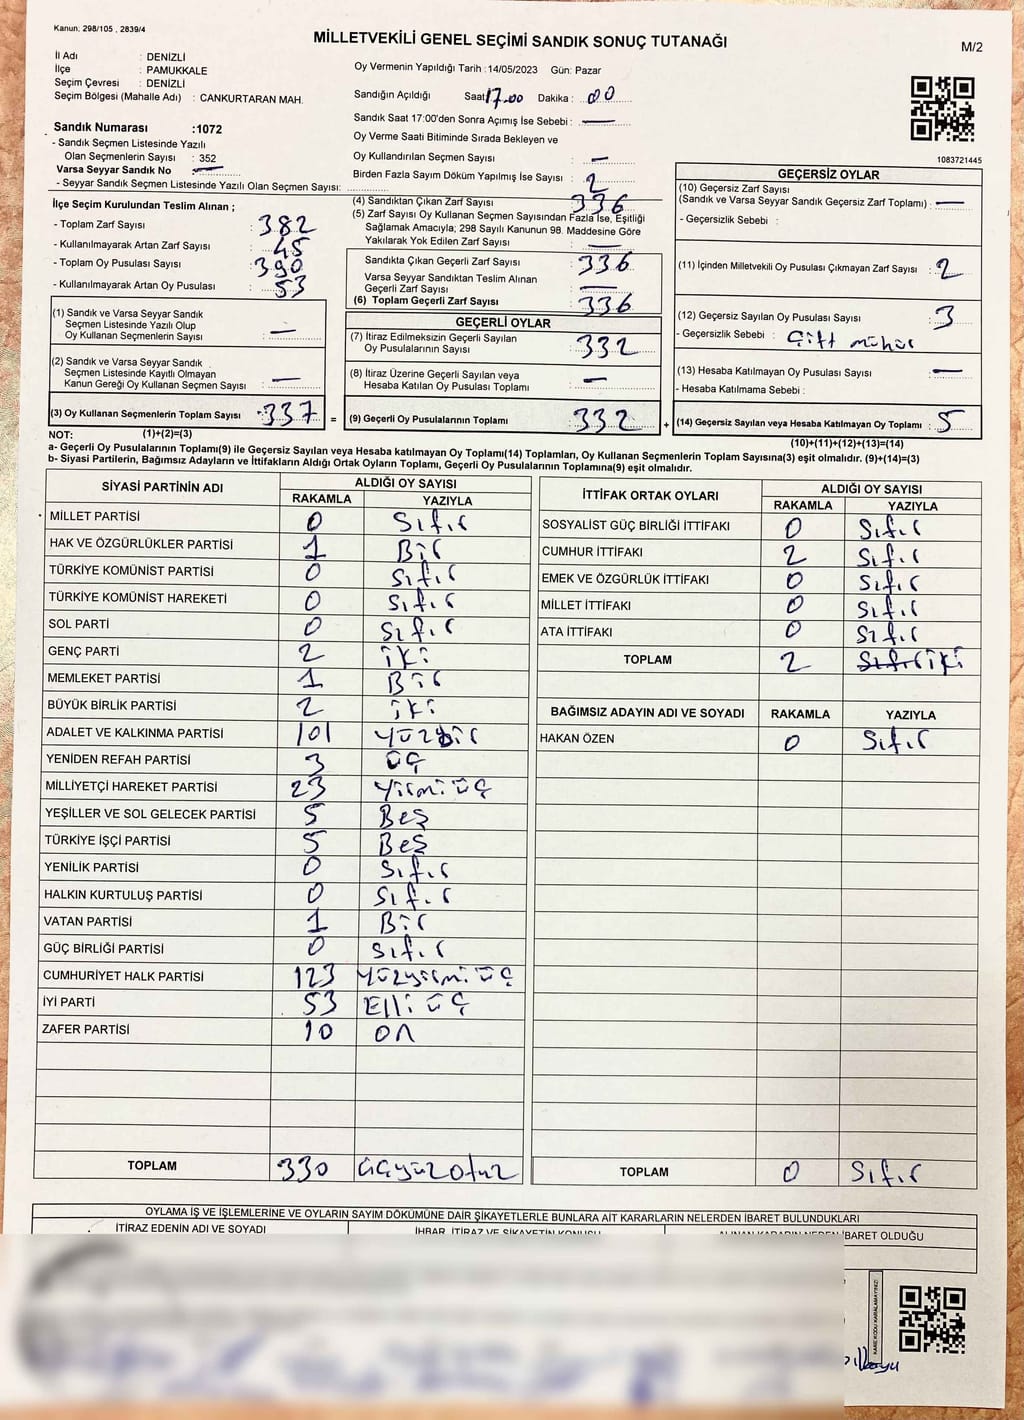 Kanun: 298/105 , 2839/4
MİLLETVEKİLİ GENEL SEÇİMİ SANDIK SONUÇ TUTANAĞI
M/2
İl Adı : DENİZLİ
İlçe : PAMUKKALE
Seçim Çevresi : DENİZLİ
Seçim Bölgesi (Mahalle Adı) : CANKURTARAN MAH.
Sandık Numarası :1072
- Sandık Seçmen Listesinde Yazılı
Olan Seçmenlerin Sayısı : 352
Varsa Seyyar Sandık No : —
- Seyyar Sandık Seçmen Listesinde Yazılı Olan Seçmen Sayısı:
Oy Vermenin Yapıldığı Tarih :14/05/2023 Gün: Pazar
Sandığın Açıldığı Saat: 17.00 Dakika : 00
Sandık Saat 17:00'den Sonra Açımış İse Sebebi : —
Oy Verme Saati Bitiminde Sırada Bekleyen ve
Oy Kullandırılan Seçmen Sayısı : —
Birden Fazla Sayım Döküm Yapılmış İse Sayısı : 2
1083721445
İlçe Seçim Kurulundan Teslim Alınan ;
- Toplam Zarf Sayısı : 382
- Kullanılmayarak Artan Zarf Sayısı : 45
- Toplam Oy Pusulası Sayısı : 390
- Kullanılmayarak Artan Oy Pusulası : 53
(1) Sandık ve Varsa Seyyar Sandık
Seçmen Listesinde Yazılı Olup
Oy Kullanan Seçmenlerin Sayısı : —
(2) Sandık ve Varsa Seyyar Sandık
Seçmen Listesinde Kayıtlı Olmayan
Kanun Gereği Oy Kullanan Seçmen Sayısı : —
(3) Oy Kullanan Seçmenlerin Toplam Sayısı : 337 =
(1)+(2)=(3)
(4) Sandıktan Çıkan Zarf Sayısı : 336
(5) Zarf Sayısı Oy Kullanan Seçmen Sayısından Fazla İse, Eşitliği
Sağlamak Amacıyla; 298 Sayılı Kanunun 98. Maddesine Göre
Yakılarak Yok Edilen Zarf Sayısı : —
Sandıkta Çıkan Geçerli Zarf Sayısı : 336
Varsa Seyyar Sandıktan Teslim Alınan
Geçerli Zarf Sayısı : —
(6) Toplam Geçerli Zarf Sayısı : 336
GEÇERLİ OYLAR
(7) İtiraz Edilmeksizin Geçerli Sayılan
Oy Pusulalarının Sayısı : 332
(8) İtiraz Üzerine Geçerli Sayılan veya
Hesaba Katılan Oy Pusulası Toplamı : —
(9) Geçerli Oy Pusulalarının Toplamı : 332 +
GEÇERSİZ OYLAR
(10) Geçersiz Zarf Sayısı
(Sandık ve Varsa Seyyar Sandık Geçersiz Zarf Toplamı) : —
- Geçersizlik Sebebi :
(11) İçinden Milletvekili Oy Pusulası Çıkmayan Zarf Sayısı : 2
(12) Geçersiz Sayılan Oy Pusulası Sayısı : 3
- Geçersizlik Sebebi : Çift mühür
(13) Hesaba Katılmayan Oy Pusulası Sayısı : —
- Hesaba Katılmama Sebebi :
(14) Geçersiz Sayılan veya Hesaba Katılmayan Oy Toplamı : 5
(10)+(11)+(12)+(13)=(14)
NOT:
a- Geçerli Oy Pusulalarının Toplamı(9) ile Geçersiz Sayılan veya Hesaba katılmayan Oy Toplamı(14) Toplamları, Oy Kullanan Seçmenlerin Toplam Sayısına(3) eşit olmalıdır. (9)+(14)=(3)
b- Siyasi Partilerin, Bağımsız Adayların ve İttifakların Aldığı Ortak Oyların Toplamı, Geçerli Oy Pusulalarının Toplamına(9) eşit olmalıdır.
SİYASİ PARTİNİN ADI ALDIĞI OY SAYISI
RAKAMLA YAZIYLA
MİLLET PARTİSİ 0 Sıfır
HAK VE ÖZGÜRLÜKLER PARTİSİ 1 Bir
TÜRKİYE KOMÜNİST PARTİSİ 0 Sıfır
TÜRKİYE KOMÜNİST HAREKETİ 0 Sıfır
SOL PARTİ 0 Sıfır
GENÇ PARTİ 2 iki
MEMLEKET PARTİSİ 1 Bir
BÜYÜK BİRLİK PARTİSİ 2 iki
ADALET VE KALKINMA PARTİSİ 101 yüzbir
YENİDEN REFAH PARTİSİ 3 üç
MİLLİYETÇİ HAREKET PARTİSİ 23 Yirmi üç
YEŞİLLER VE SOL GELECEK PARTİSİ 5 Beş
TÜRKİYE İŞÇİ PARTİSİ 5 Beş
YENİLİK PARTİSİ 0 Sıfır
HALKIN KURTULUŞ PARTİSİ 0 Sıfır
VATAN PARTİSİ 1 Bir
GÜÇ BİRLİĞİ PARTİSİ 0 Sıfır
CUMHURİYET HALK PARTİSİ 123 Yüzyirmi üç
İYİ PARTİ 53 Elli üç
ZAFER PARTİSİ 10 on
TOPLAM 330 üçyüz otuz
İTTİFAK ORTAK OYLARI ALDIĞI OY SAYISI
RAKAMLA YAZIYLA
SOSYALİST GÜÇ BİRLİĞİ İTTİFAKI 0 Sıfır
CUMHUR İTTİFAKI 2 Sıfır
EMEK VE ÖZGÜRLÜK İTTİFAKI 0 Sıfır
MİLLET İTTİFAKI 0 Sıfır
ATA İTTİFAKI 0 Sıfır
TOPLAM 2 Sıfır iki
BAĞIMSIZ ADAYIN ADI VE SOYADI RAKAMLA YAZIYLA
HAKAN ÖZEN 0 Sıfır
TOPLAM 0 Sıfır
OYLAMA İŞ VE İŞLEMLERİNE VE OYLARIN SAYIM DÖKÜMÜNE DAİR ŞİKAYETLERLE BUNLARA AİT KARARLARIN NELERDEN İBARET BULUNDUKLARI
İTİRAZ EDENİN ADI VE SOYADI İHBAR, İTİRAZ VE ŞİKAYETİN KONUSU ALINAN KARARIN NEDEN İBARET OLDUĞU
KARE KODU KARALAMAYINIZ!